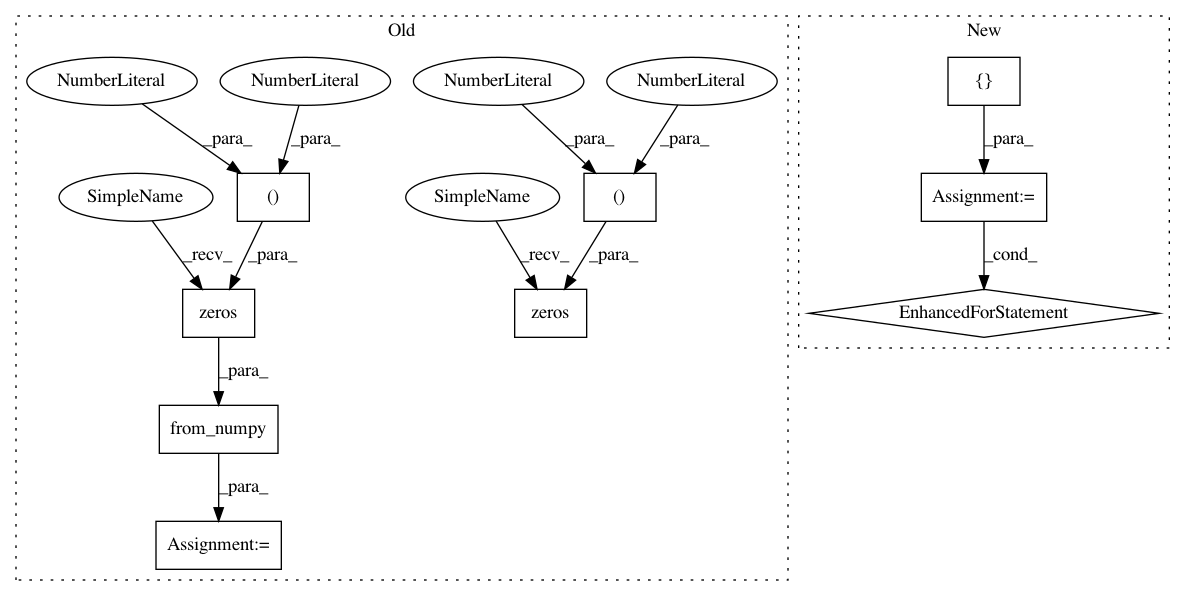 Old
New
NumberLiteral
NumberLiteral
NumberLiteral
NumberLiteral
{}
_para_
_para_
_para_
_para_
_para_
SimpleName
()
SimpleName
()
Assignment:=
_recv_
_para_
_recv_
_para_
_cond_
zeros
zeros
EnhancedForStatement
_para_
from_numpy
_para_
Assignment:=